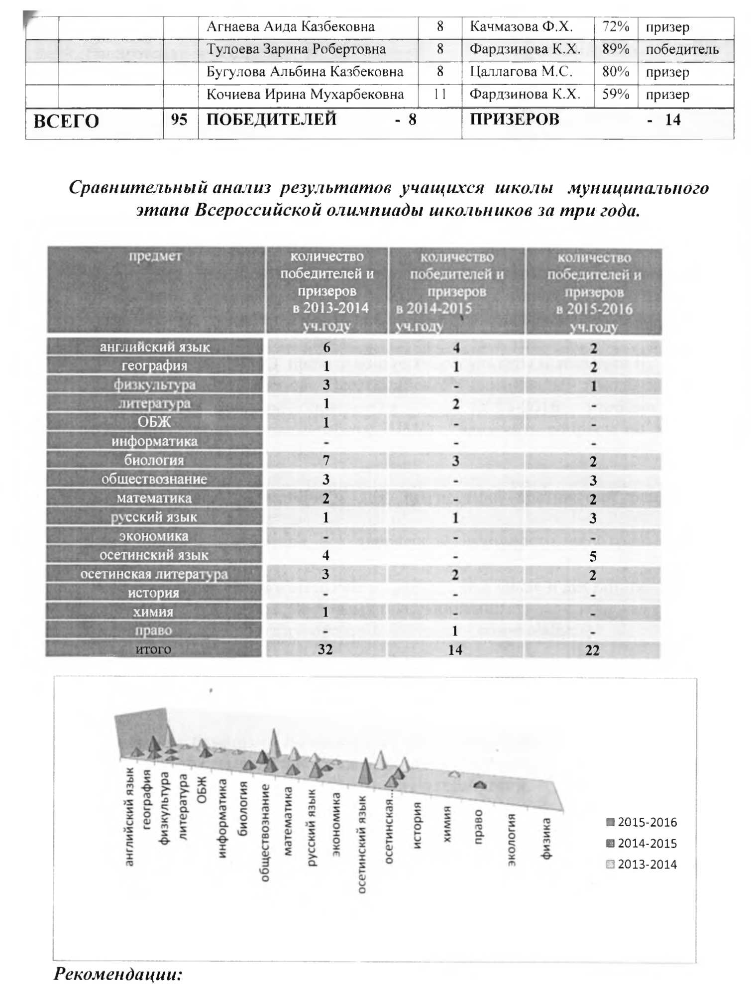 Агнаева Аида Казбековна 8 Качмазова Ф.Х. 72% призер
Тулоева Зарина Робертовна 8 Фардзинова К.Х. 89% победитель
Бугулова Альбина Казбековна 8 Цаллагова М.С. 80% призер
Кочиева Ирина Мухарбековна 11 Фардзинова К.Х. 59% призер
ВСЕГО 95 ПОБЕДИТЕЛЕЙ - 8 ПРИЗЕРОВ - 14
Сравнительный анализ результатов учащихся школы муниципального
этапа Всероссийской олимпиады школьников за три года.
предмет количество количество количество
победителей и победителей и победителей и
призеров призеров призеров
в 2013-2014 в 2014-2015 в 2015-2016
уч.году уч.году уч.году
английский язык 6 4 2
география 1 1 2
физкультура 3 - 1
литература 1 2 -
ОБЖ 1 - -
информатика - - -
биология 7 3 2
обществознание 3 - 3
математика 2 - 2
русский язык 1 1 3
экономика - - -
осетинский язык 4 - 5
осетинская литература 3 2 2
история - - -
химия 1 - -
право - 1 -
итого 32 14 22
английский язык
география
физкультура
литература
ОБЖ
информатика
биология
обществознание
математика
русский язык
экономика
осетинский язык
осетинская...
история
химия
право
экология
физика
2015-2016
2014-2015
2013-2014
Рекомендации: